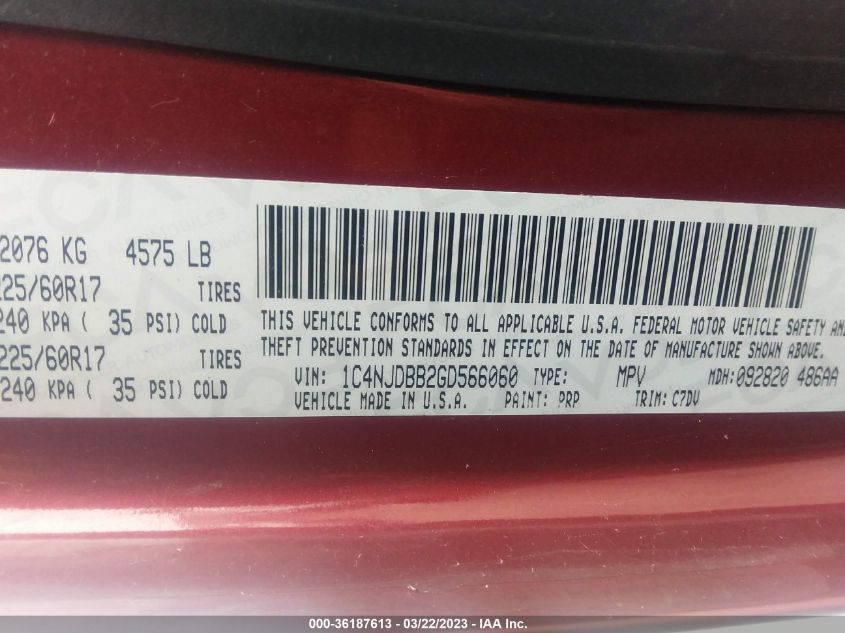 2076 KG 4575 LB
225/60R17 TIRES
240 KPA ( 35 PSI) COLD
225/60R17 TIRES
240 KPA ( 35 PSI) COLD
THIS VEHICLE CONFORMS TO ALL APPLICABLE U.S.A. FEDERAL MOTOR VEHICLE SAFETY AND
THEFT PREVENTION STANDARDS IN EFFECT ON THE DATE OF MANUFACTURE SHOWN ABOVE.
VIN: 1C4NJDBB2GD566060 TYPE: MPV MDH:092820 486AA
VEHICLE MADE IN U.S.A. PAINT: PRP TRIM: C7DV
000-36187613 - 03/22/2023 - IAA Inc.